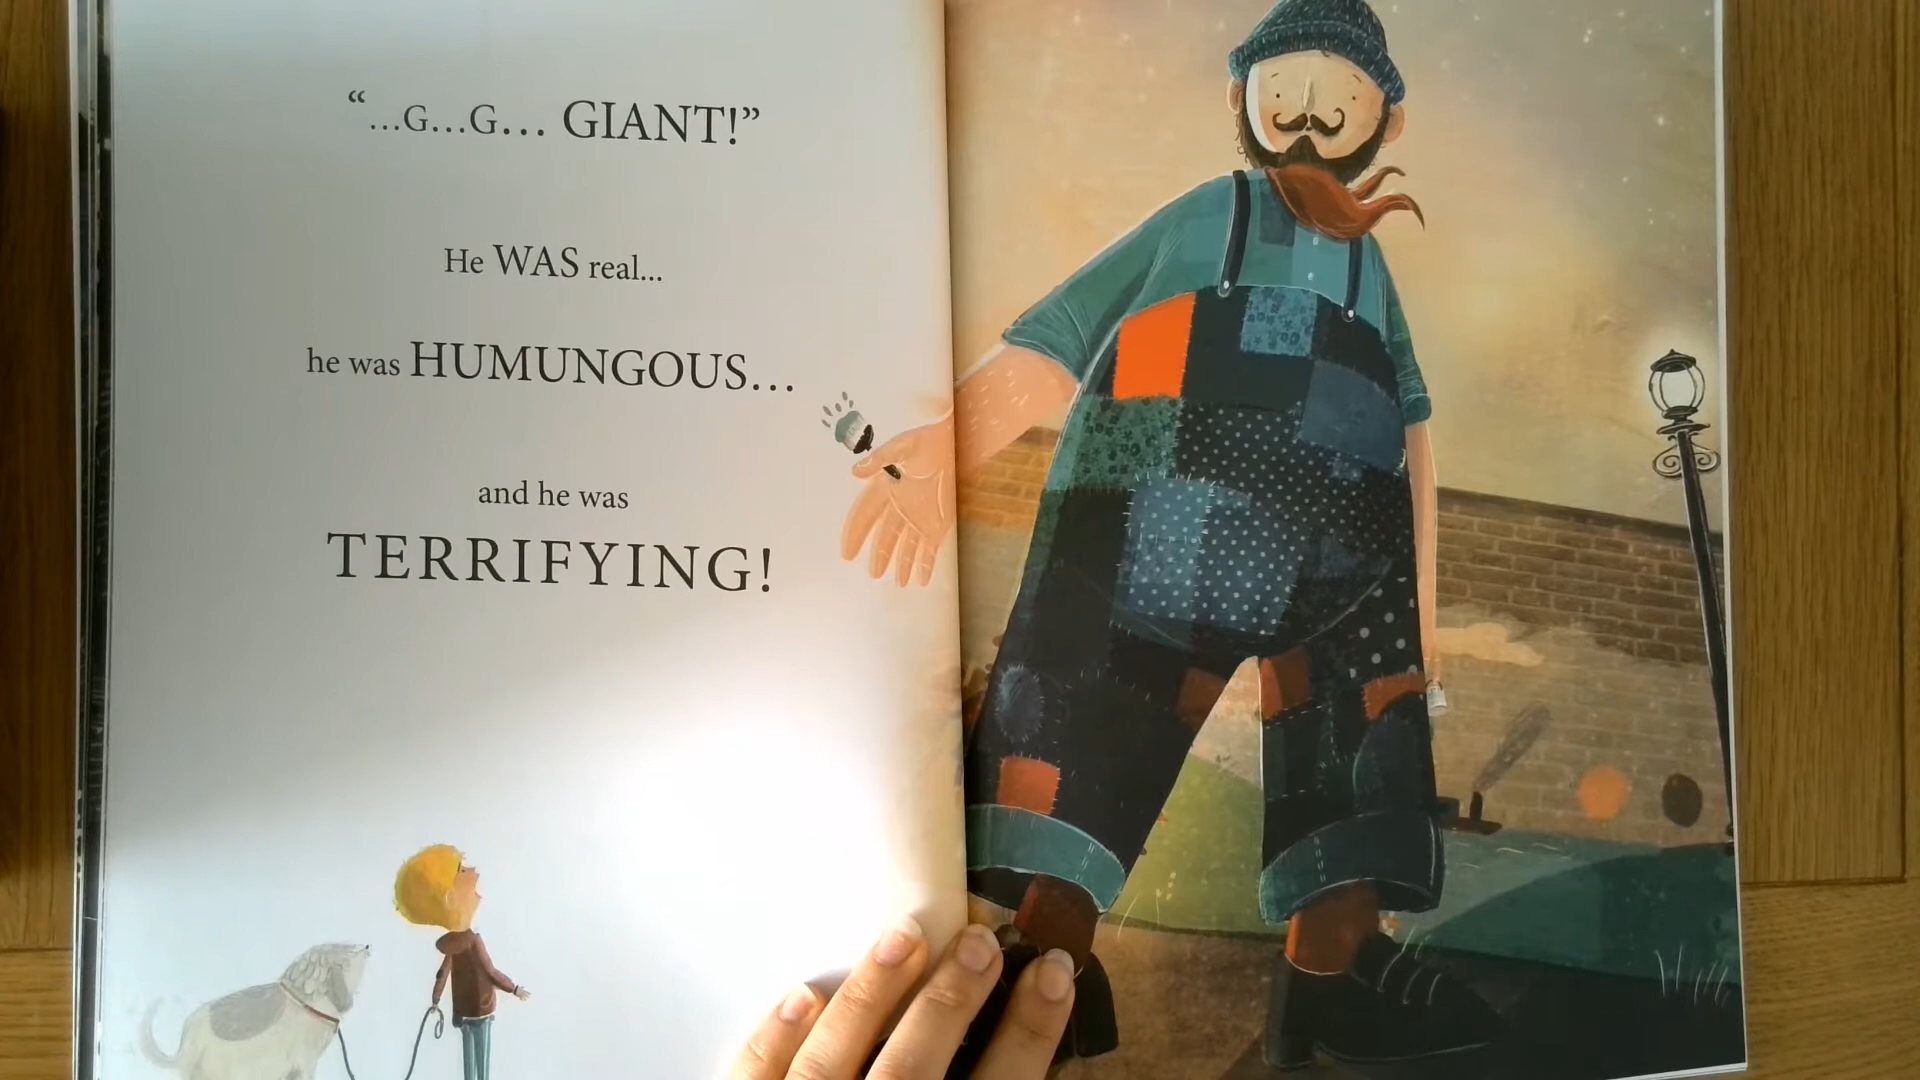 “ ...G...G... GIANT!”
He WAS real...
he was HUMUNGOUS...
and he was
TERRIFYING!